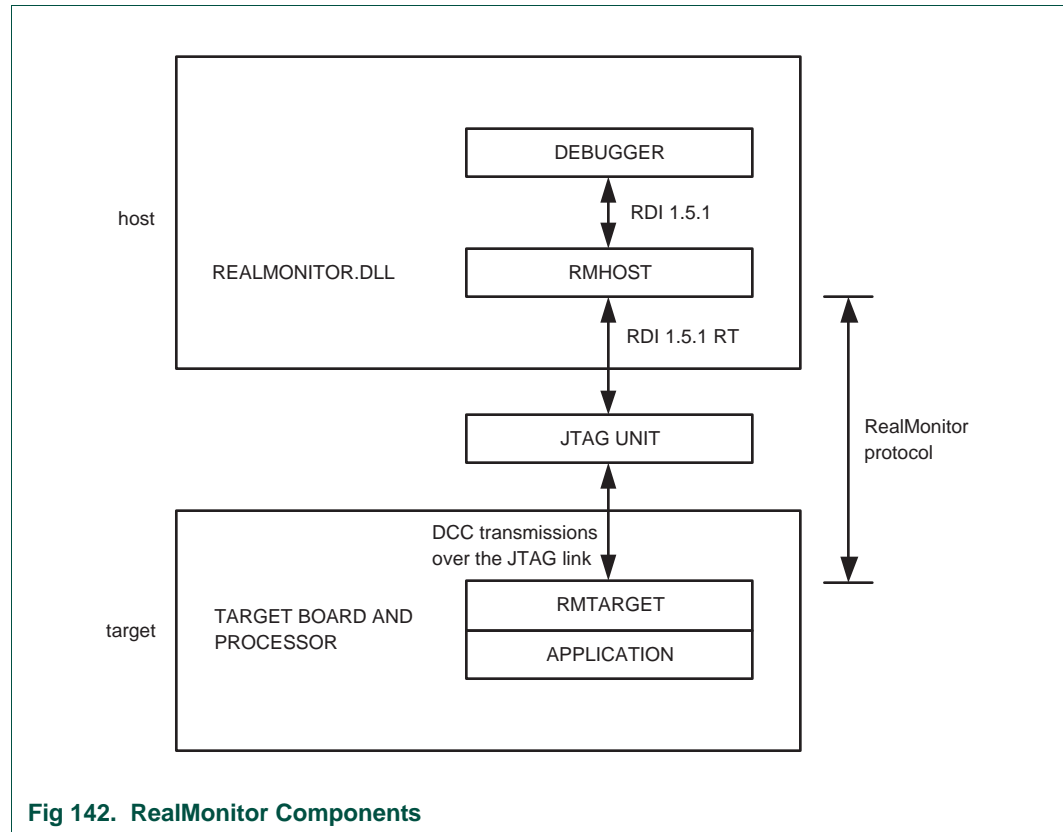 DEBUGGER
RDI 1.5.1
host
REALMONITOR.DLL
RMHOST
RDI 1.5.1 RT
JTAG UNIT
RealMonitor
protocol
DCC transmissions
over the JTAG link
target
TARGET BOARD AND
PROCESSOR
RMTARGET
APPLICATION
Fig 142. RealMonitor Components